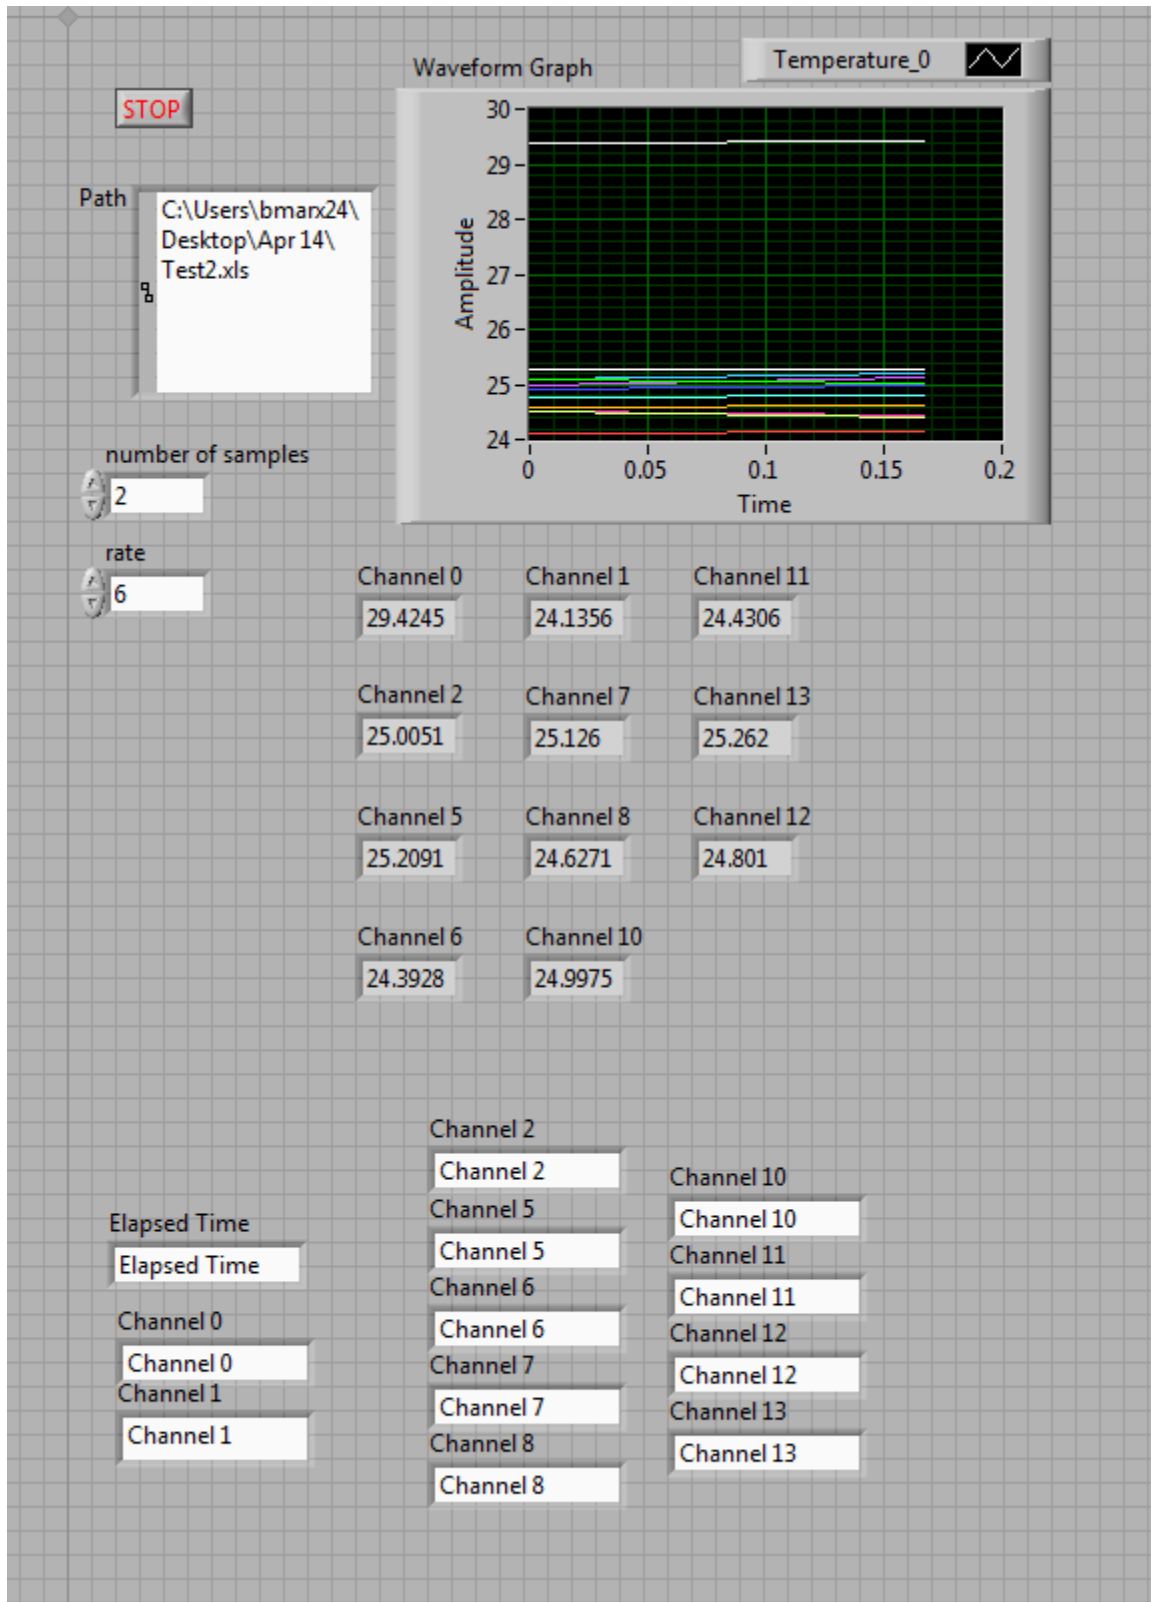 Waveform Graph
Temperature_0
STOP
30
29
28
27
26
25
24
Amplitude
0
0.05
0.1
0.15
0.2
Time
Path
C:\Users\bmarx24\
Desktop\Apr 14\
Test2.xls
number of samples
2
rate
6
Channel 0
Channel 1
Channel 11
29.4245
24.1356
24.4306
Channel 2
Channel 7
Channel 13
25.0051
25.126
25.262
Channel 5
Channel 8
Channel 12
25.2091
24.6271
24.801
Channel 6
Channel 10
24.3928
24.9975
Elapsed Time
Elapsed Time
Channel 0
Channel 0
Channel 1
Channel 1
Channel 2
Channel 2
Channel 5
Channel 5
Channel 6
Channel 6
Channel 7
Channel 7
Channel 8
Channel 8
Channel 10
Channel 10
Channel 11
Channel 11
Channel 12
Channel 12
Channel 13
Channel 13